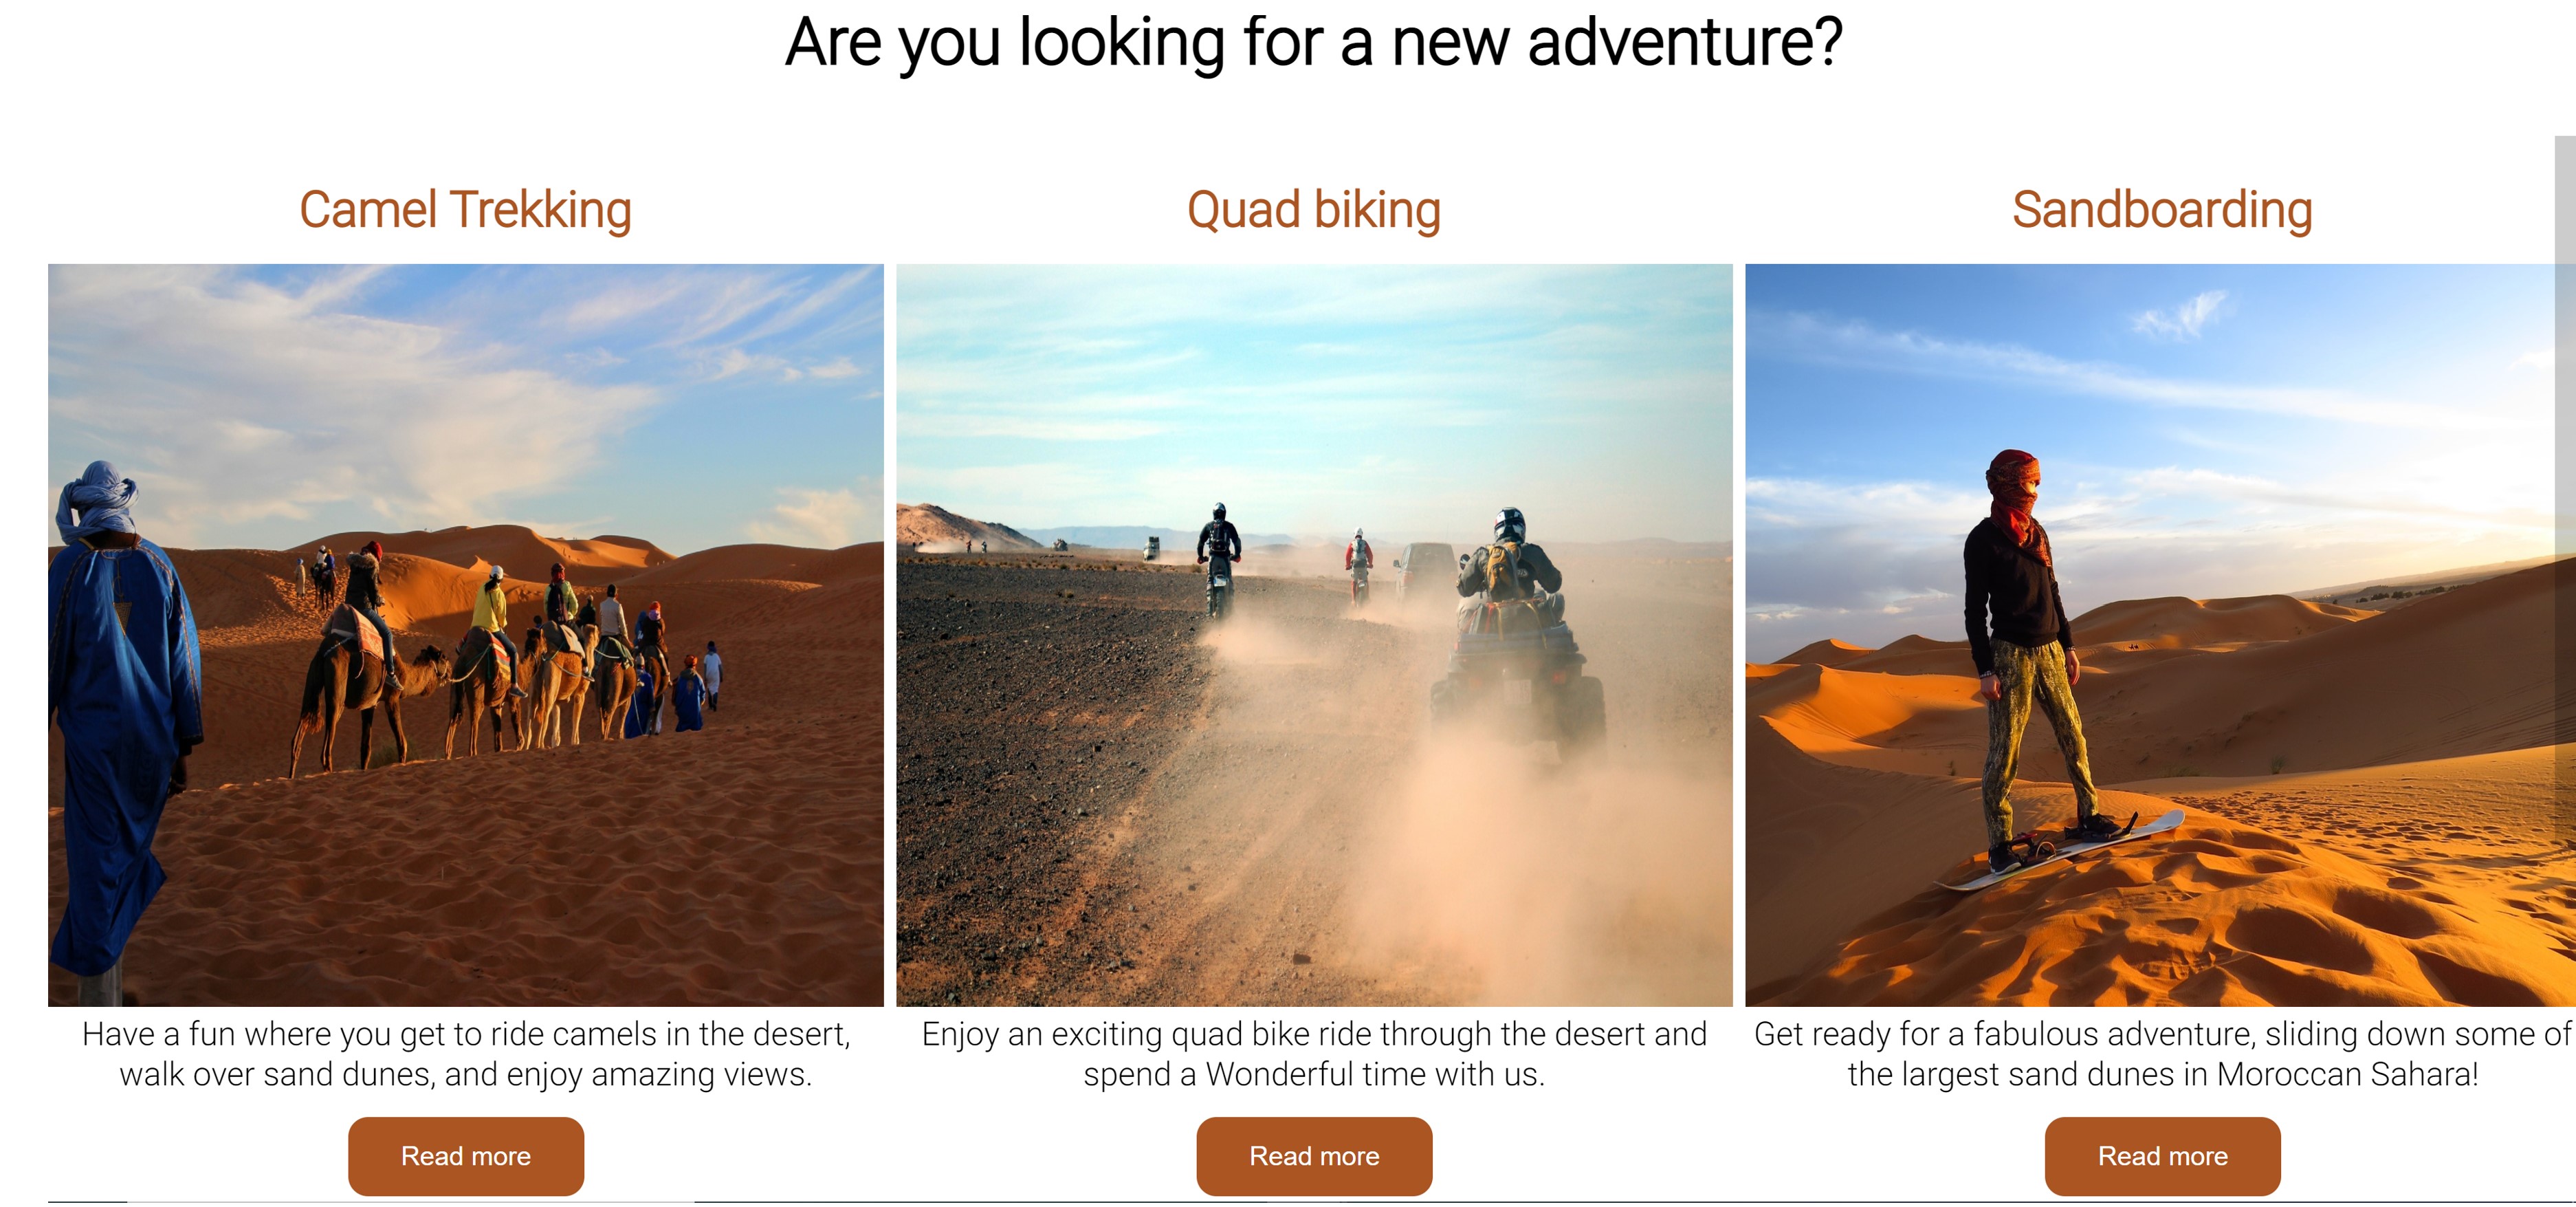 Are you looking for a new adventure?
Camel Trekking
Have a fun where you get to ride camels in the desert,
walk over sand dunes, and enjoy amazing views.
Read more
Quad biking
Enjoy an exciting quad bike ride through the desert and
spend a Wonderful time with us.
Read more
Sandboarding
Get ready for a fabulous adventure, sliding down some of
the largest sand dunes in Moroccan Sahara!
Read more